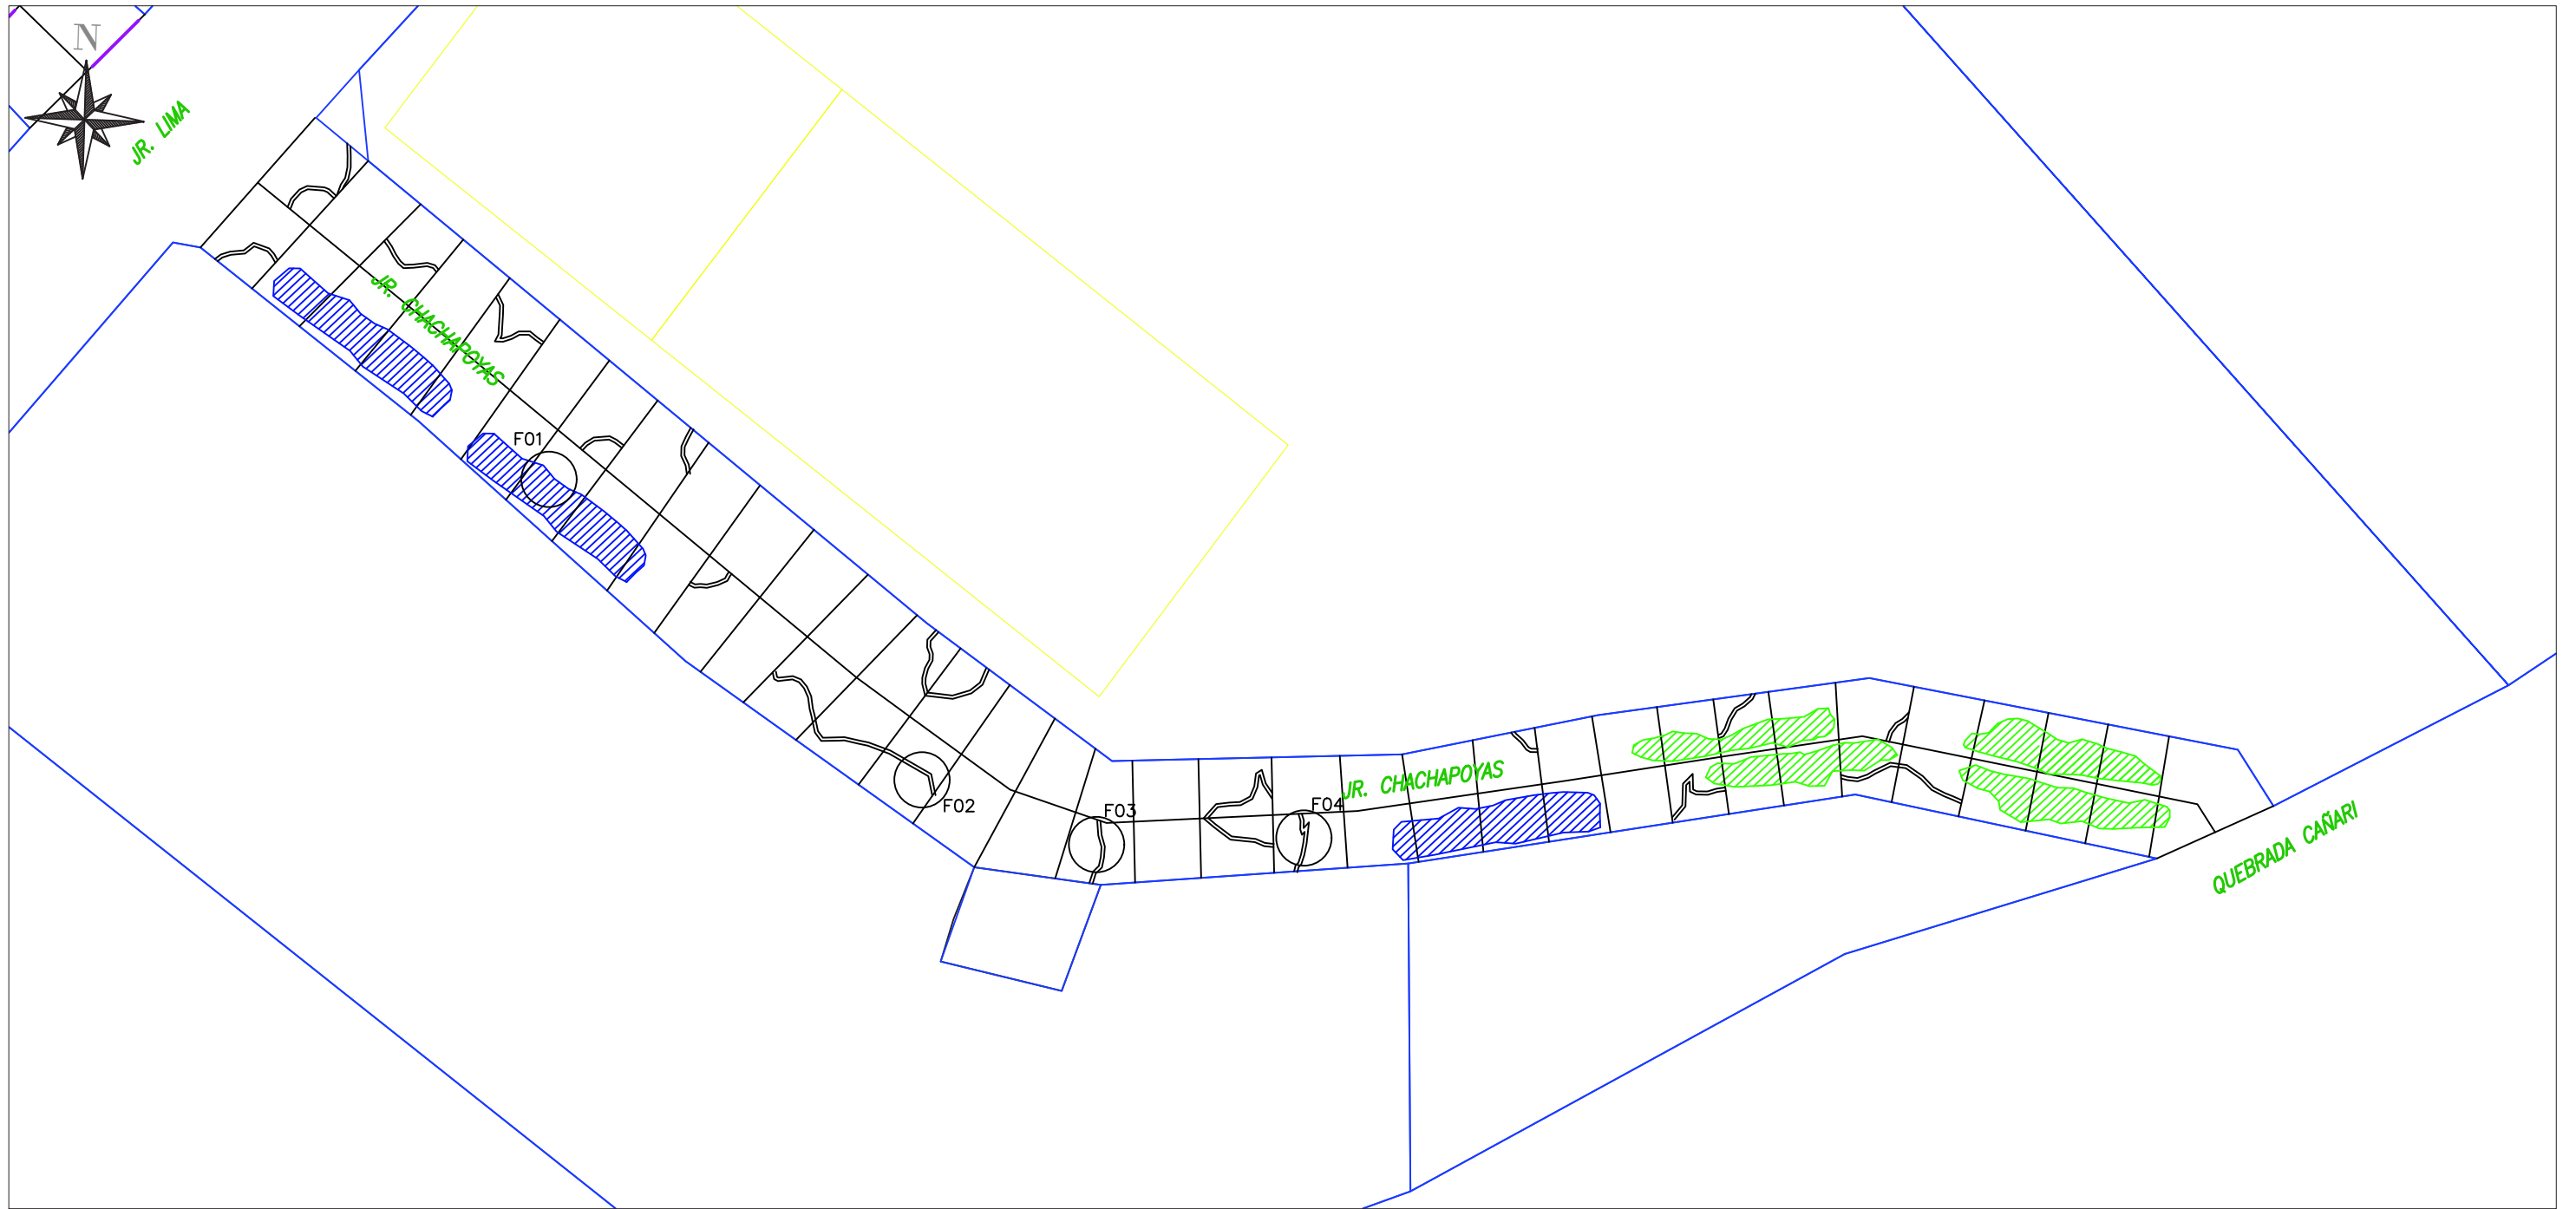 N
JR. LIMA
JR. CHACHAPOYAS
F01
F02
F03
F04
JR. CHACHAPOYAS
QUEBRADA CAÑARI